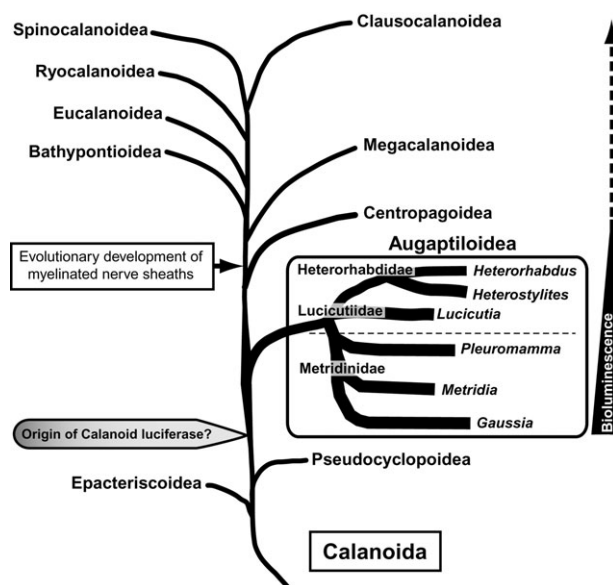 Spinocalanoidea
Clausocalanoidea
Ryocalanoidea
Eucalanoidea
Bathypontioidea
Megacalanoidea
Centropagoidea
Evolutionary development of
myelinated nerve sheaths
Augaptiloidea
Heterorhabdidae
Heterorhabdus
Heterostylites
Lucicutiidae
Lucicutia
Pleuromamma
Metridinidae
Metridia
Gaussia
Bioluminescence
Origin of Calanoid luciferase?
Pseudocyclopoidea
Epacteriscoidea
Calanoida